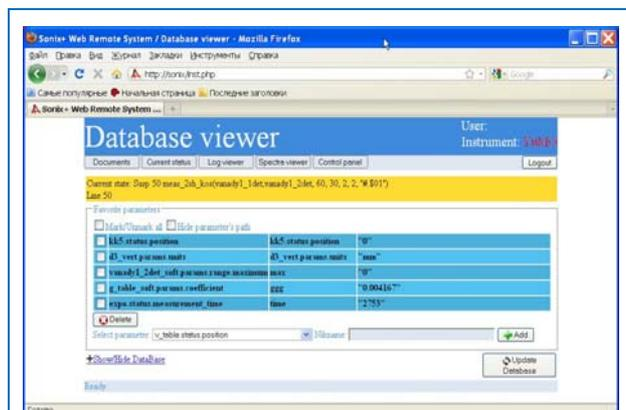 Sonix+ Web Remote System / Database viewer - Mozilla Firefox
Файл Правка Вид Журнал Закладки Инструменты Справка
http://sonix/inst.php
Google
Самые популярные Начальная страница Последние заголовки
Sonix+ Web Remote System ...
Database viewer
User:
Instrument:
Documents Current status Log viewer Spectre viewer Control panel Logout
Current state: Susp 50 meas_2sh_kos(vanady1_1det,vanady1_2det, 60, 30, 2, 2, "# $01")
Line 50
Favorite parameters
Mark/Unmark all Hide parameter's path
kk5.status.position kk5.status.position "0"
d3_vert.params.units d3_vert.params.units "mm"
vanady1_2det_soft.params.range.maximum max "0"
g_table_soft.params.coefficient ggg "0.004167"
expo.status.measurement_time time "2753"
Delete
Select parameter v_table.status.position Nikname: Add
+Show/Hide DataBase
Update
Database
Ready
Готово